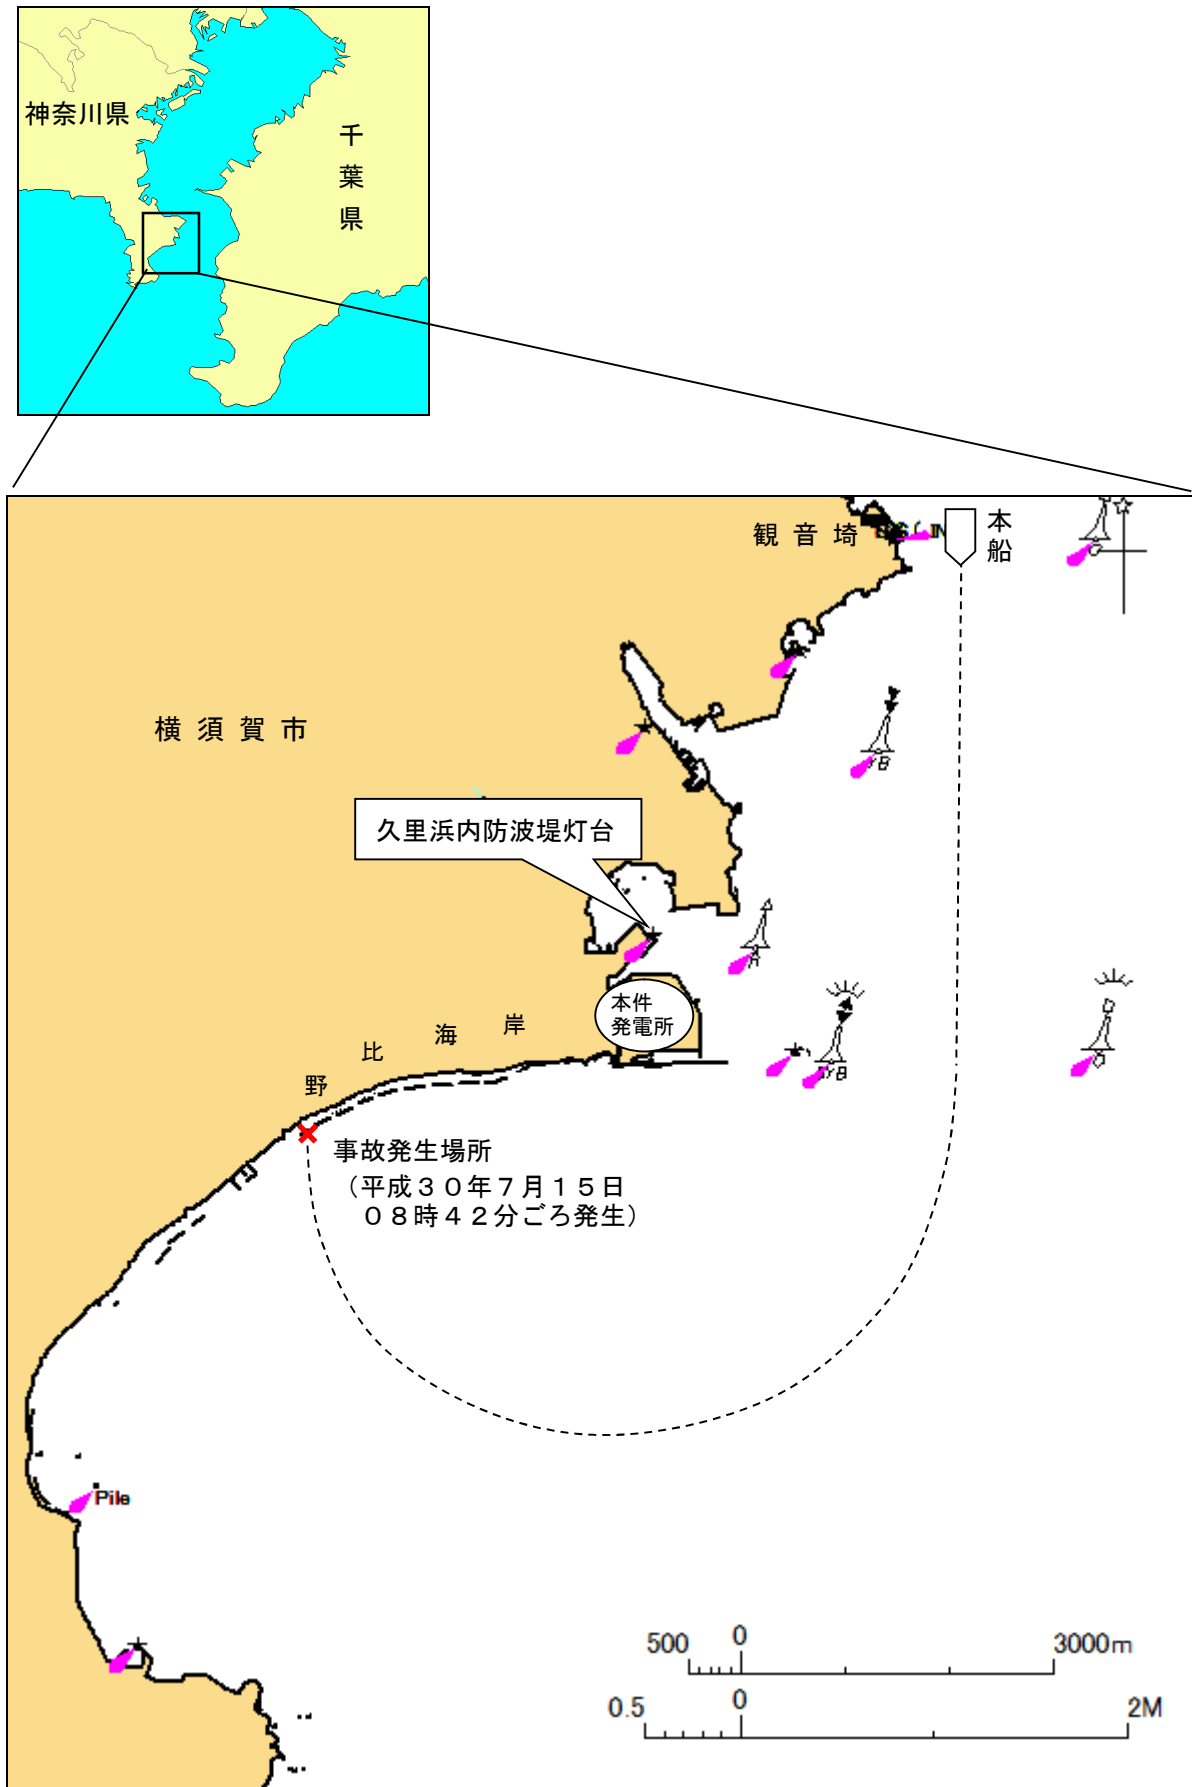 神奈川県
千葉県
観音埼
本船
横須賀市
久里浜内防波堤灯台
本件
発電所
野比海岸
事故発生場所
（平成３０年７月１５日
０８時４２分ごろ発生）
Pile
500 0 3000m
0.5 0 2M